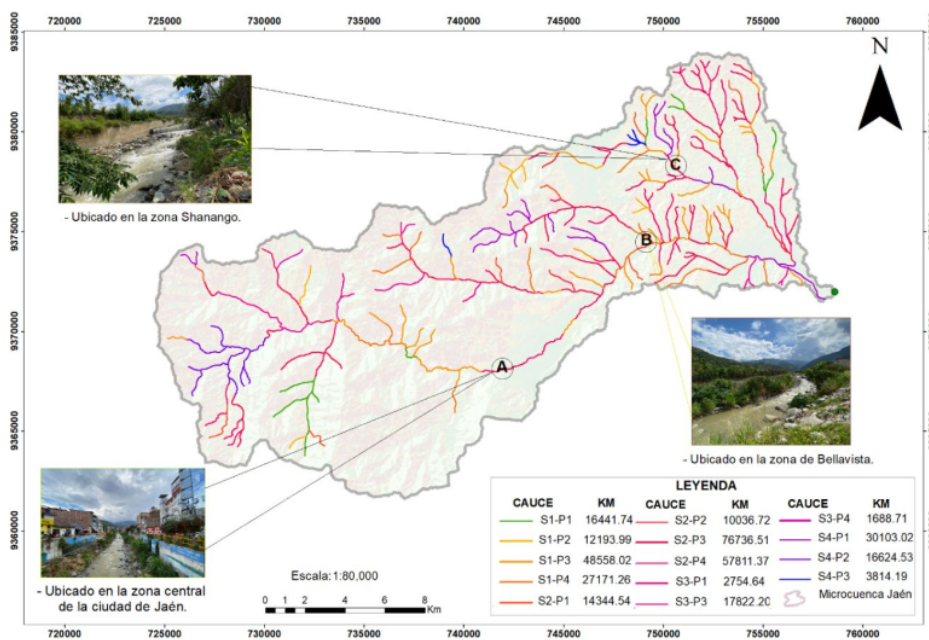 720000 725000 730000 735000 740000 745000 750000 755000 760000
9385000
9380000
9375000
9370000
9365000
9360000
N
C
- Ubicado en la zona Shanango.
B
A
- Ubicado en la zona de Bellavista.
- Ubicado en la zona central
de la ciudad de Jaén.
Escala:1:80,000
0 2 4 6 8
Km
LEYENDA
CAUCE KM CAUCE KM CAUCE KM
S1-P1 16441.74 S2-P2 10036.72 S3-P4 1688.71
S1-P2 12193.99 S2-P3 76736.51 S4-P1 30103.02
S1-P3 48558.02 S2-P4 57811.37 S4-P2 16624.53
S1-P4 27171.26 S3-P1 2754.64 S4-P3 3814.19
S2-P1 14344.54 S3-P3 17822.20 Microcuenca Jaén
720000 725000 730000 735000 740000 745000 750000 755000 760000